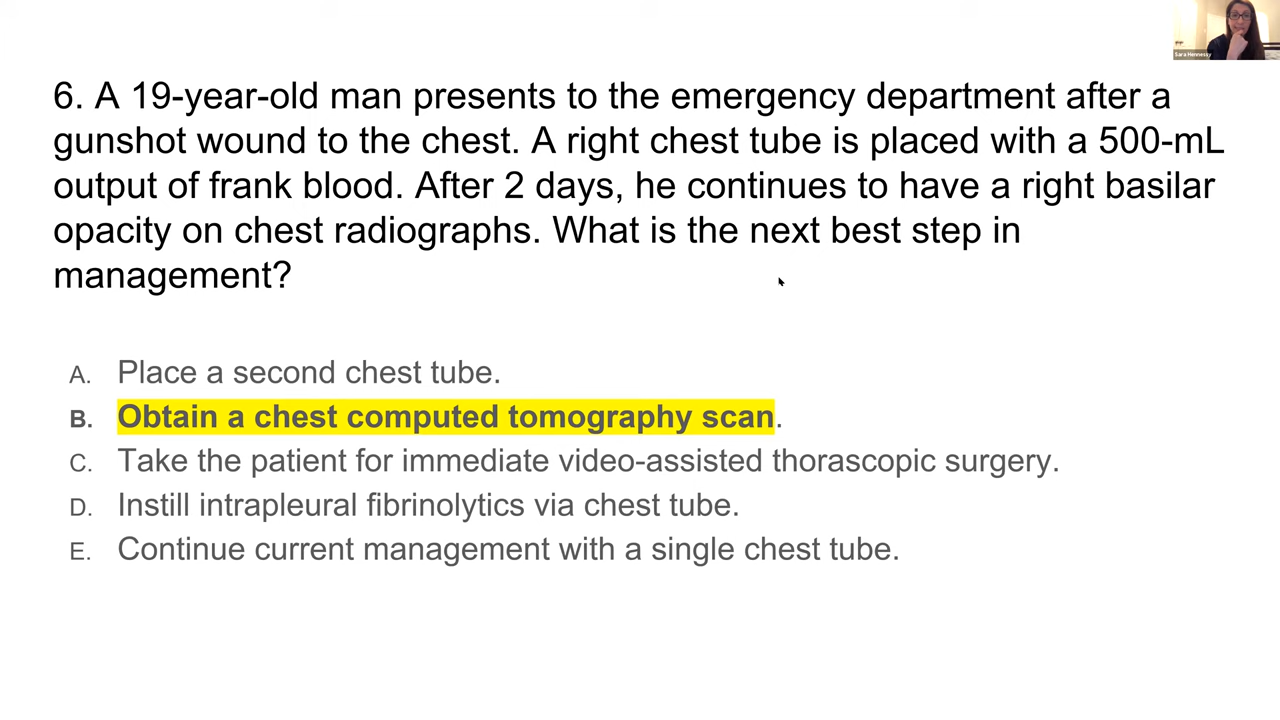 Sara Hennessy
6. A 19-year-old man presents to the emergency department after a
gunshot wound to the chest. A right chest tube is placed with a 500-mL
output of frank blood. After 2 days, he continues to have a right basilar
opacity on chest radiographs. What is the next best step in
management?
A. Place a second chest tube.
B. Obtain a chest computed tomography scan.
C. Take the patient for immediate video-assisted thorascopic surgery.
D. Instill intrapleural fibrinolytics via chest tube.
E. Continue current management with a single chest tube.